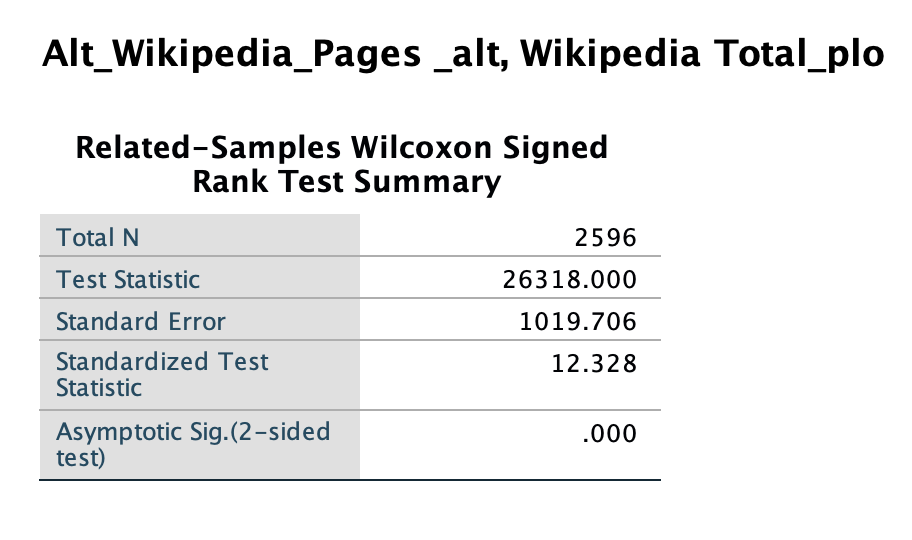 Alt_Wikipedia_Pages _alt, Wikipedia Total_plo
Related-Samples Wilcoxon Signed
Rank Test Summary
Total N 2596
Test Statistic 26318.000
Standard Error 1019.706
Standardized Test
Statistic 12.328
Asymptotic Sig.(2-sided
test) .000